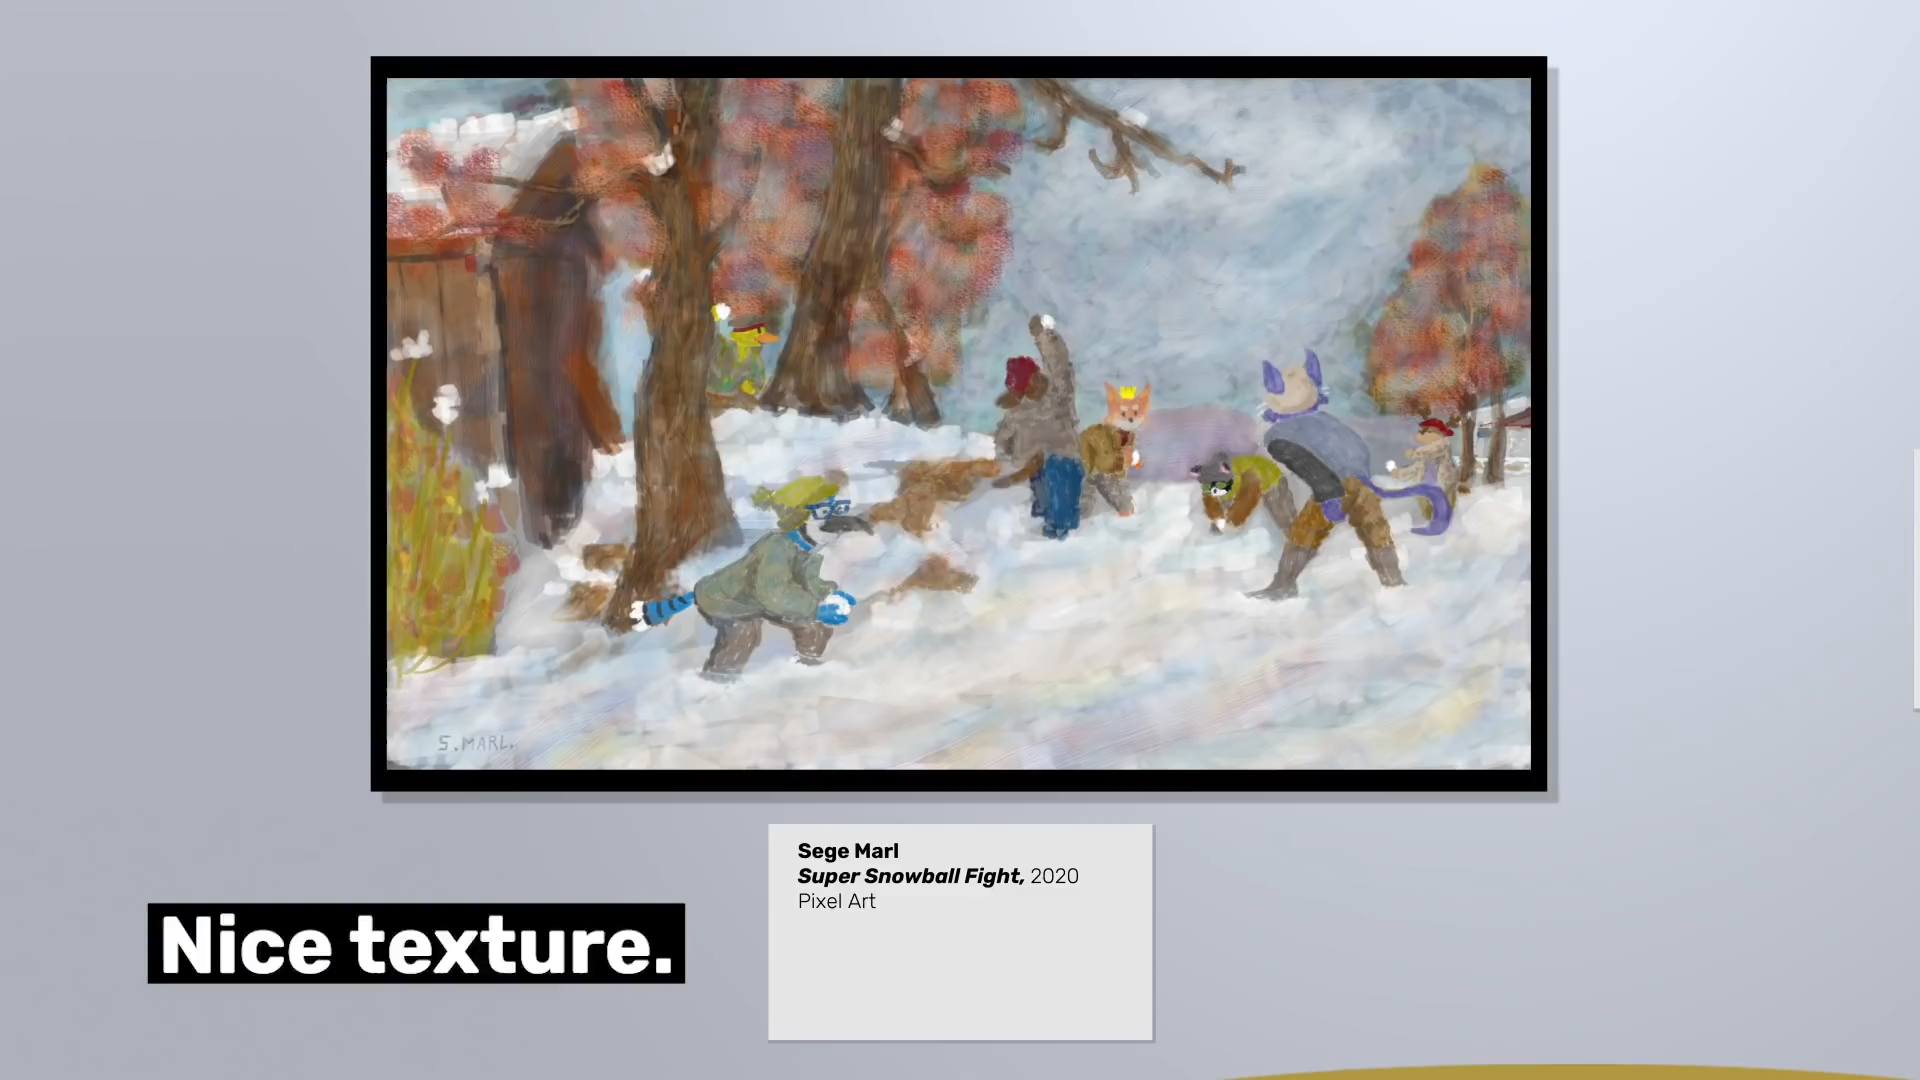 S. MARL.
Sege Marl
Super Snowball Fight, 2020
Pixel Art
Nice texture.